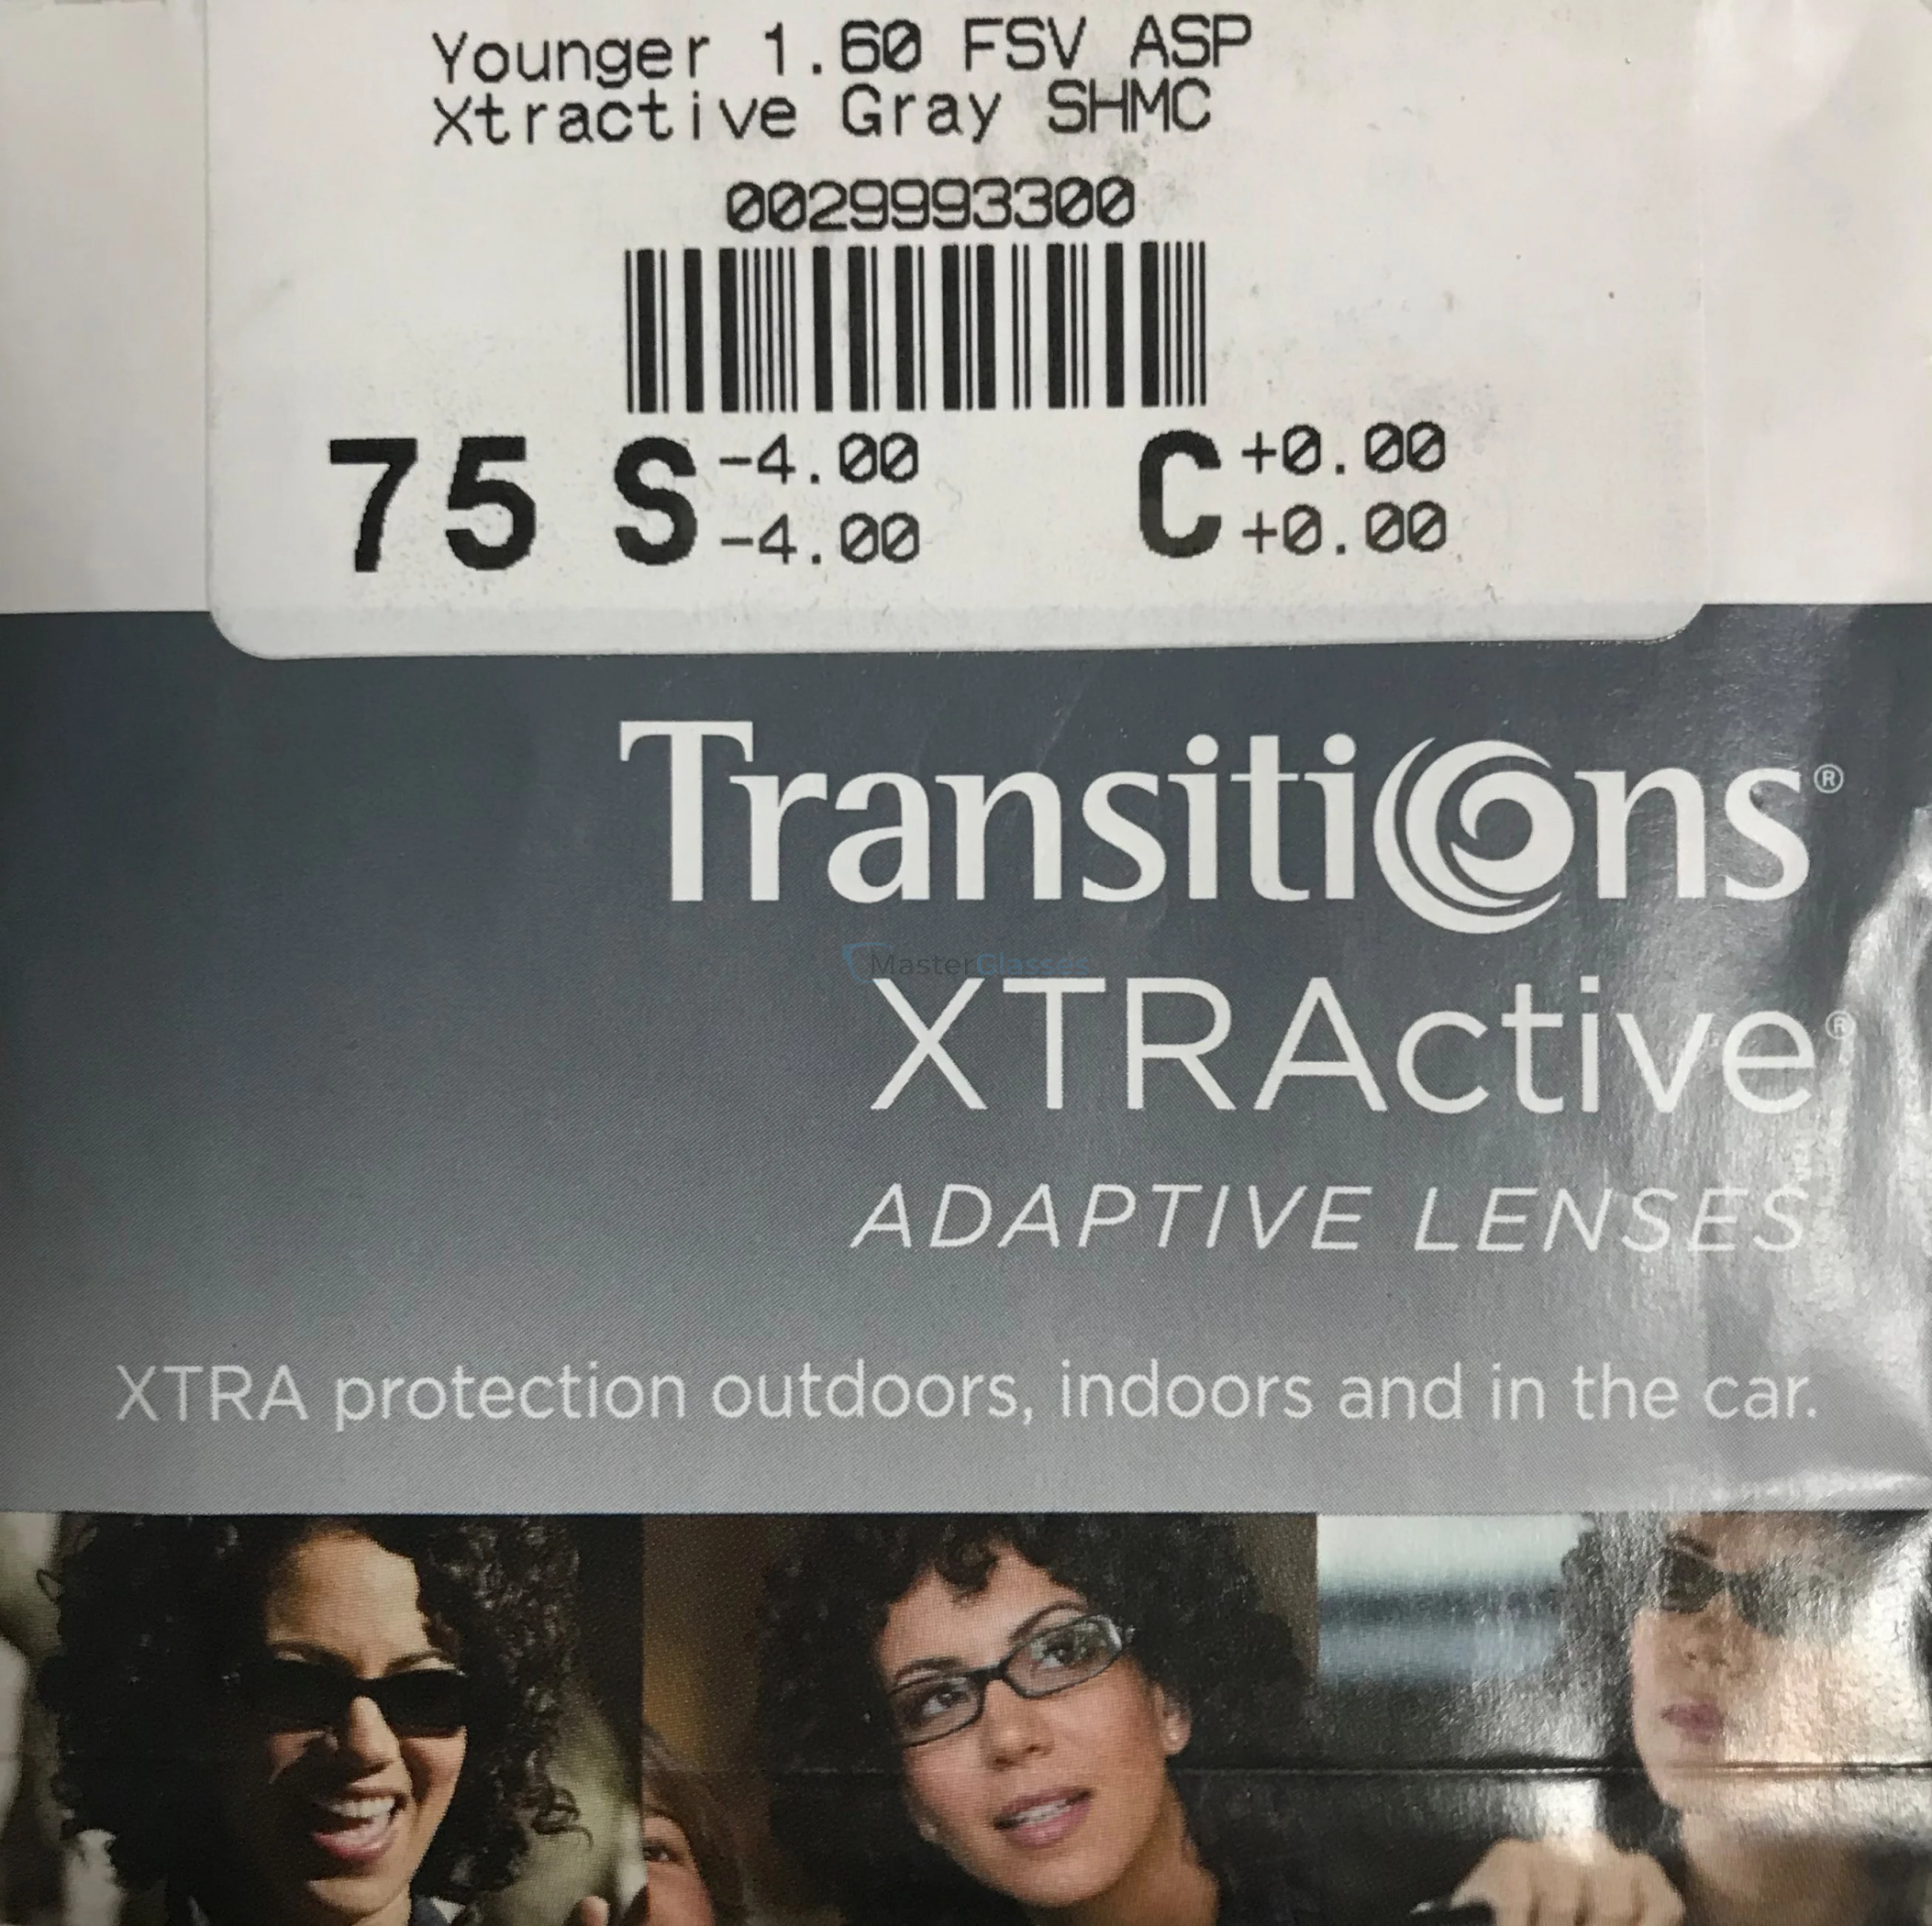 Younger 1.60 FSV ASP
Xtractive Gray SHMC
0029993300
75 S -4.00 C +0.00
-4.00 +0.00
Transitions®
MasterGlasses
XTRActive®
ADAPTIVE LENSES
XTRA protection outdoors, indoors and in the car.